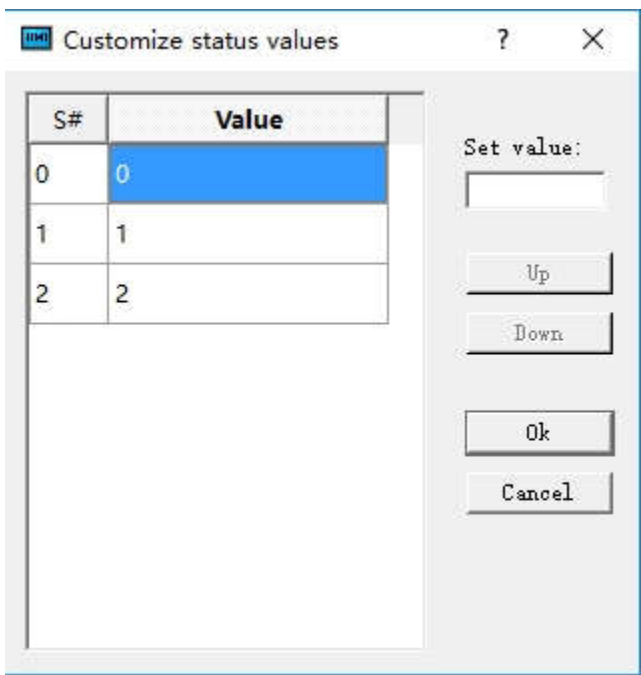 Customize status values ? ×
S# Value
0 0
1 1
2 2
Set value:
Up
Down
Ok
Cancel